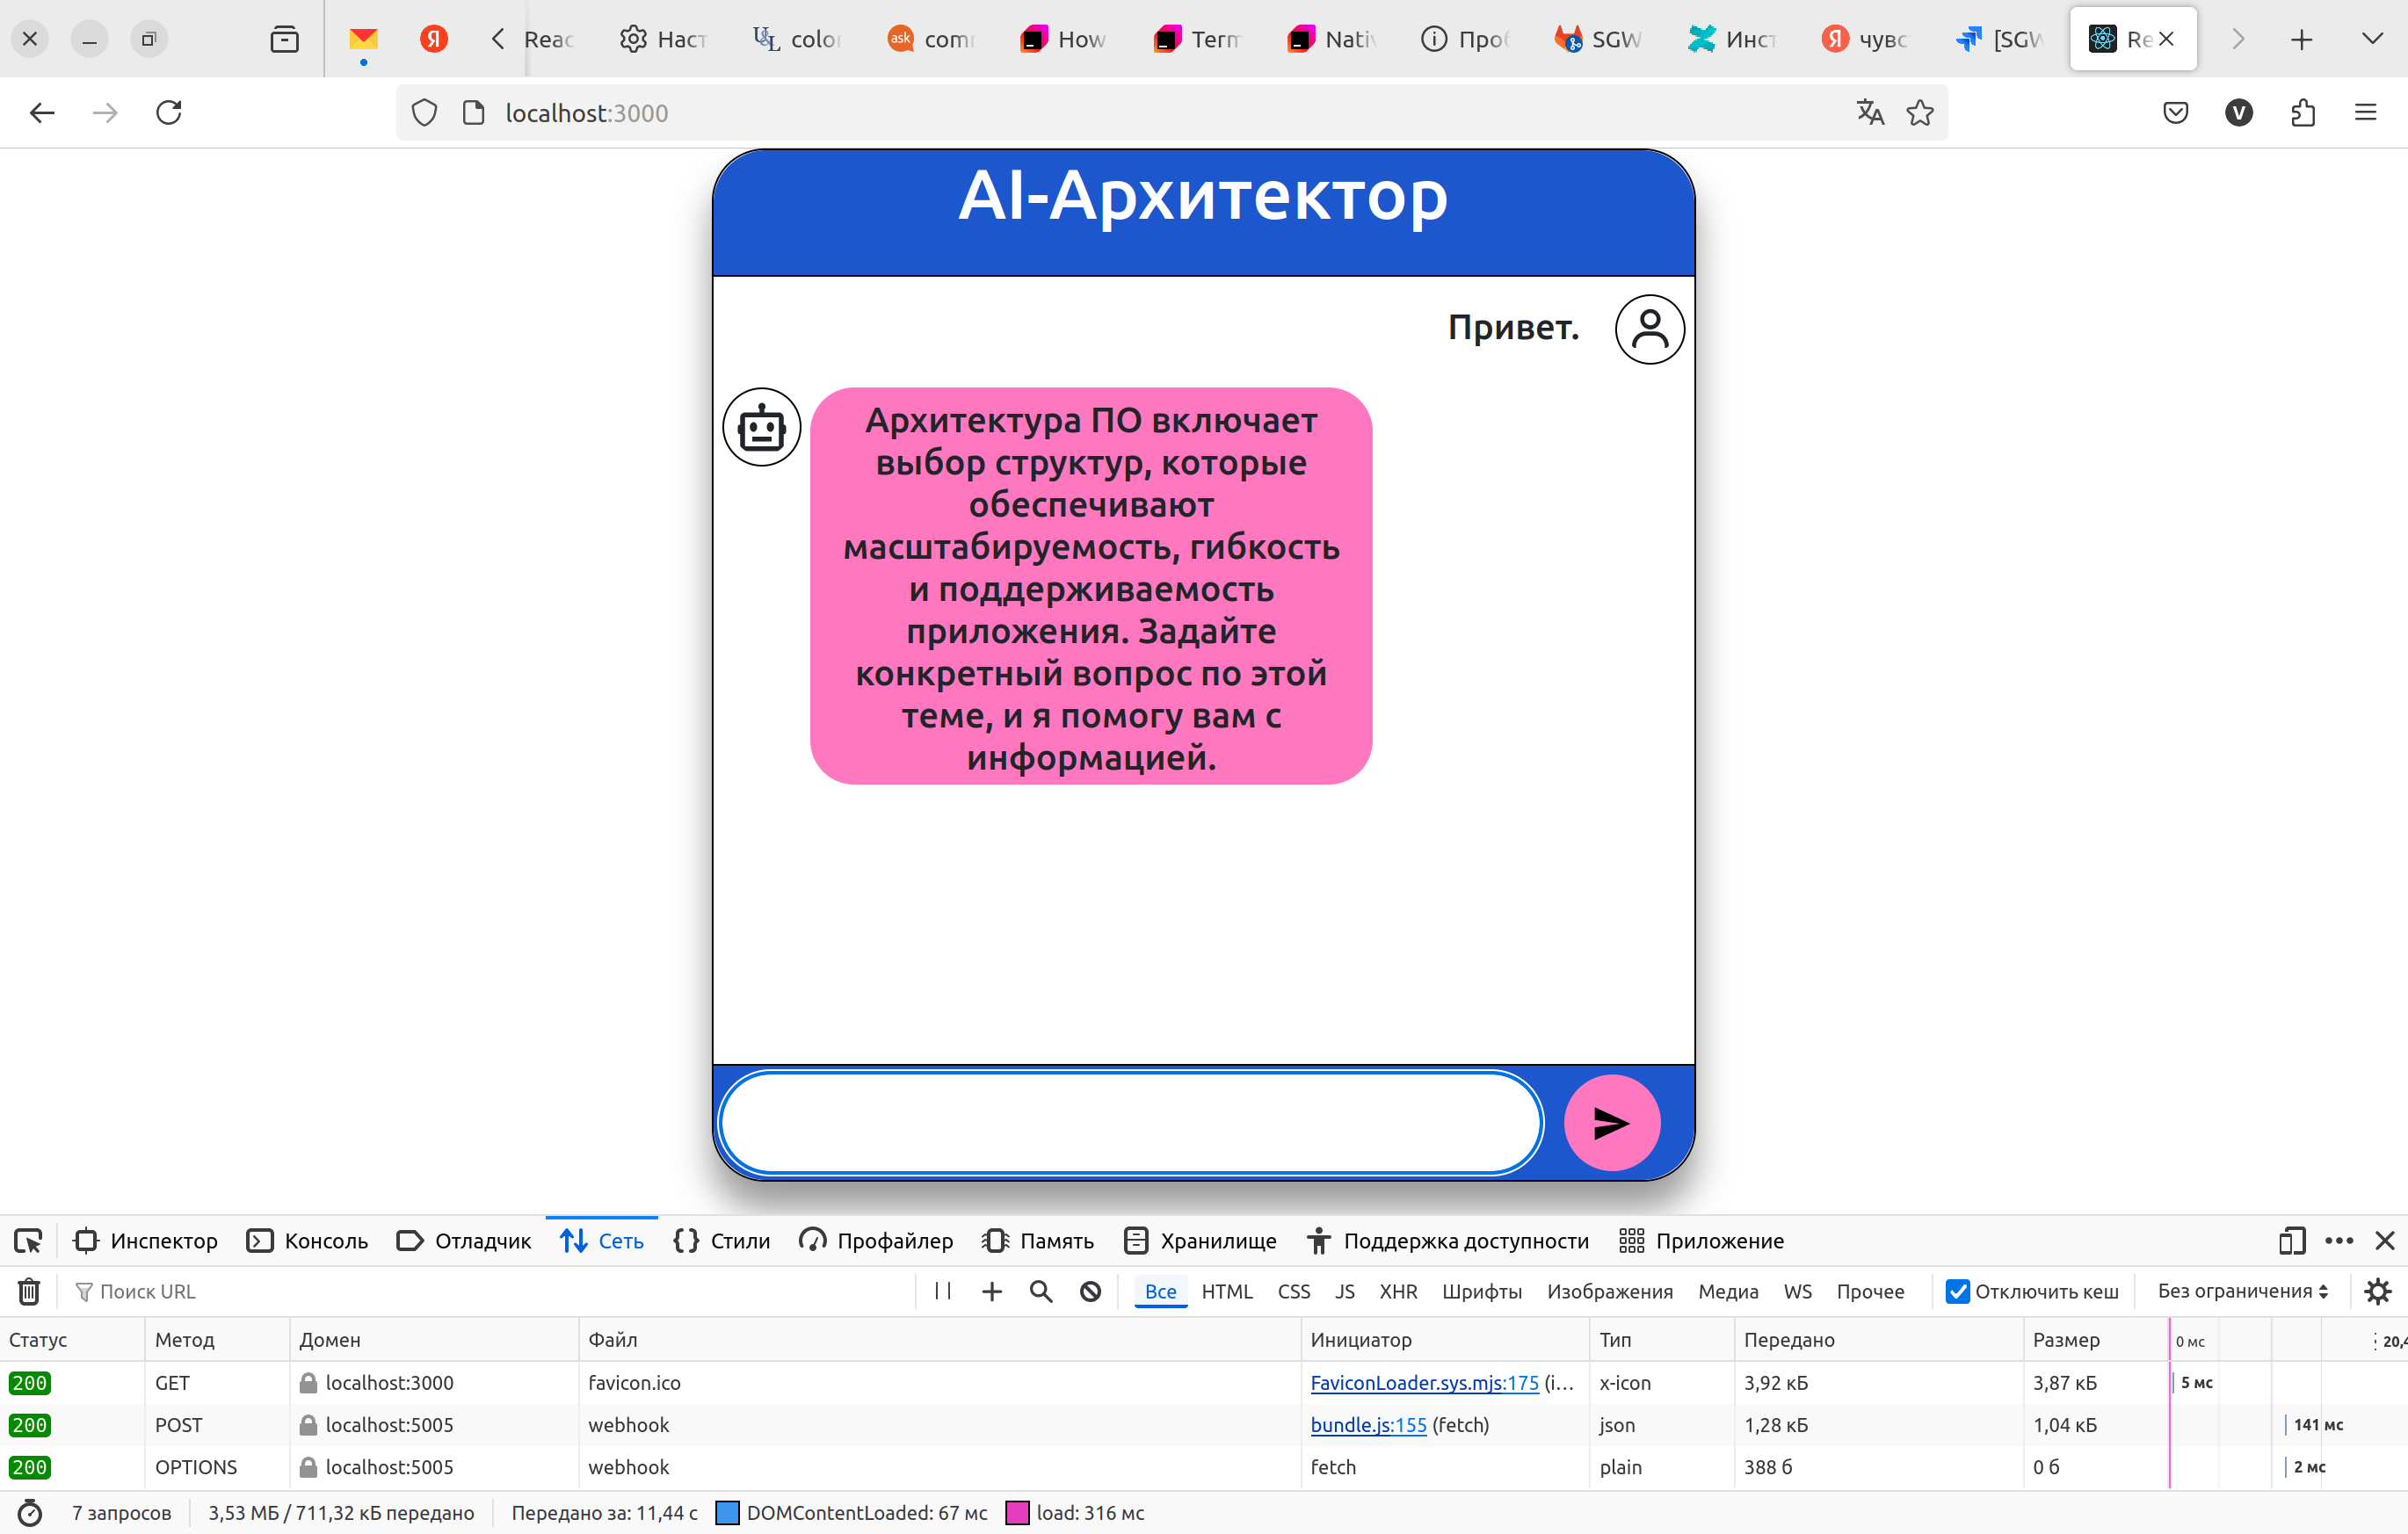 Reac
Наст
color
ask
comm
How
Term
Nativ
Проб
SGW
Инст
чувс
[SGW
Re
localhost:3000
V
AI-Архитектор
Привет.
Архитектура ПО включает
выбор структур, которые
обеспечивают
масштабируемость, гибкость
и поддерживаемость
приложения. Задайте
конкретный вопрос по этой
теме, и я помогу вам с
информацией.
Инспектор Консоль Отладчик Сеть Стили Профайлер Память Хранилище Поддержка доступности Приложение
Поиск URL Все HTML CSS JS XHR Шрифты Изображения Медиа WS Прочее Отключить кеш Без ограничения
Статус Метод Домен Файл Инициатор Тип Передано Размер 0 мс 20,4
200 GET localhost:3000 favicon.ico FaviconLoader.sys.mjs:175 (i… x-icon 3,92 кБ 3,87 кБ 5 мс
200 POST localhost:5005 webhook bundle.js:155 (fetch) json 1,28 кБ 1,04 кБ 141 мс
200 OPTIONS localhost:5005 webhook fetch plain 388 б 0 б 2 мс
7 запросов 3,53 МБ / 711,32 кБ передано Передано за: 11,44 с DOMContentLoaded: 67 мс load: 316 мс